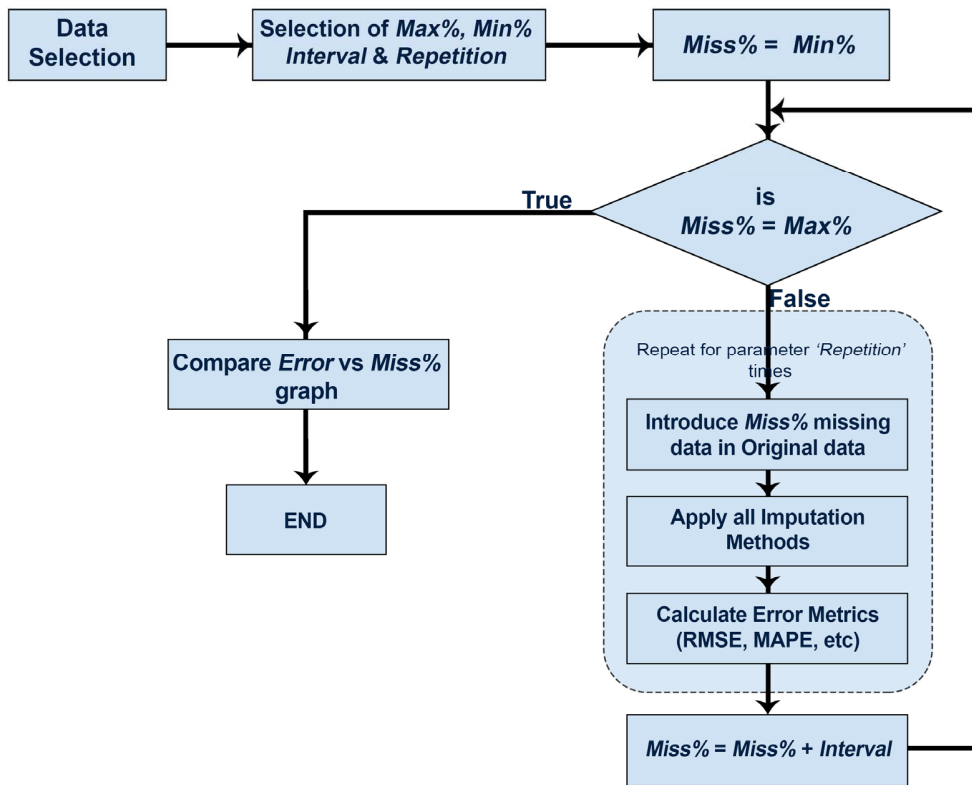 Data
Selection
Selection of Max%, Min%
Interval & Repetition
Miss% = Min%
is
Miss% = Max%
True
False
Compare Error vs Miss%
graph
END
Repeat for parameter ‘Repetition’
times
Introduce Miss% missing
data in Original data
Apply all Imputation
Methods
Calculate Error Metrics
(RMSE, MAPE, etc)
Miss% = Miss% + Interval